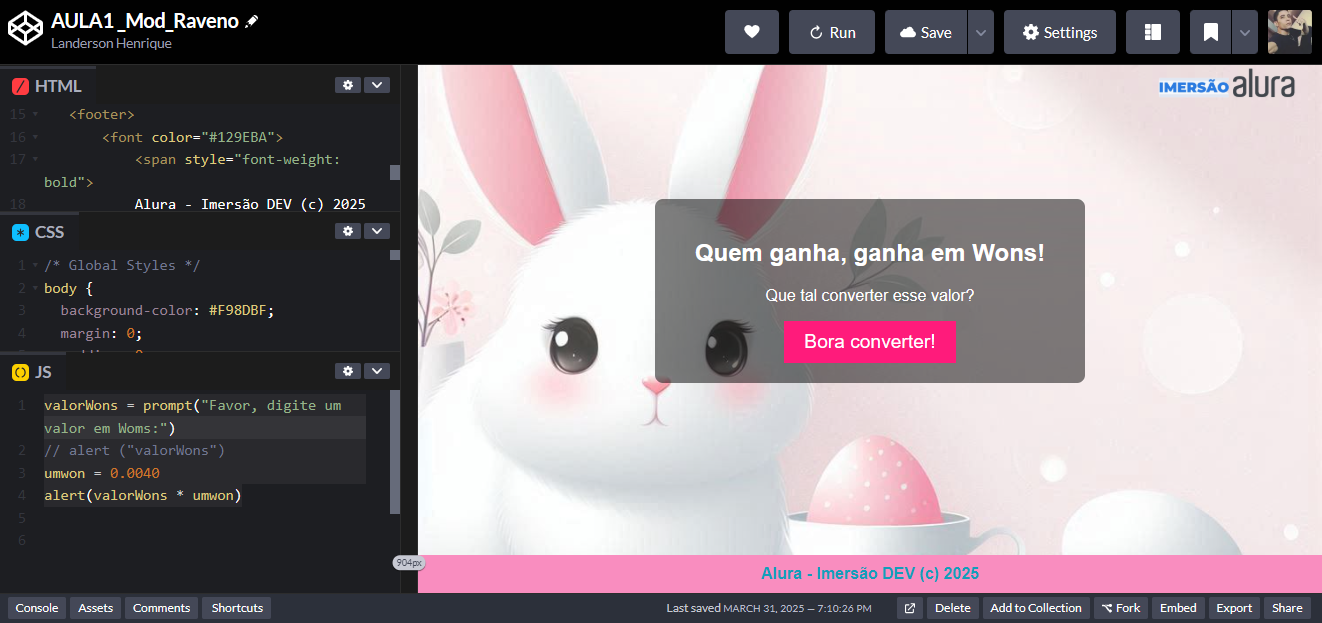 AULA1_Mod_Raveno
Landerson Henrique
Run
Save
Settings
HTML
15 <footer>
16 <font color="#129EBA">
17 <span style="font-weight:
bold">
18 Alura - Imersão DEV (c) 2025
CSS
1 /* Global Styles */
2 body {
3 background-color: #F98DBF;
4 margin: 0;
JS
1 valorWons = prompt("Favor, digite um
valor em Woms:")
2 // alert ("valorWons")
3 umwon = 0.0040
4 alert(valorWons * umwon)
5
6
IMERSÃO alura
Quem ganha, ganha em Wons!
Que tal converter esse valor?
Bora converter!
904px
Alura - Imersão DEV (c) 2025
Console Assets Comments Shortcuts
Last saved MARCH 31, 2025 — 7:10:26 PM
Delete Add to Collection Fork Embed Export Share